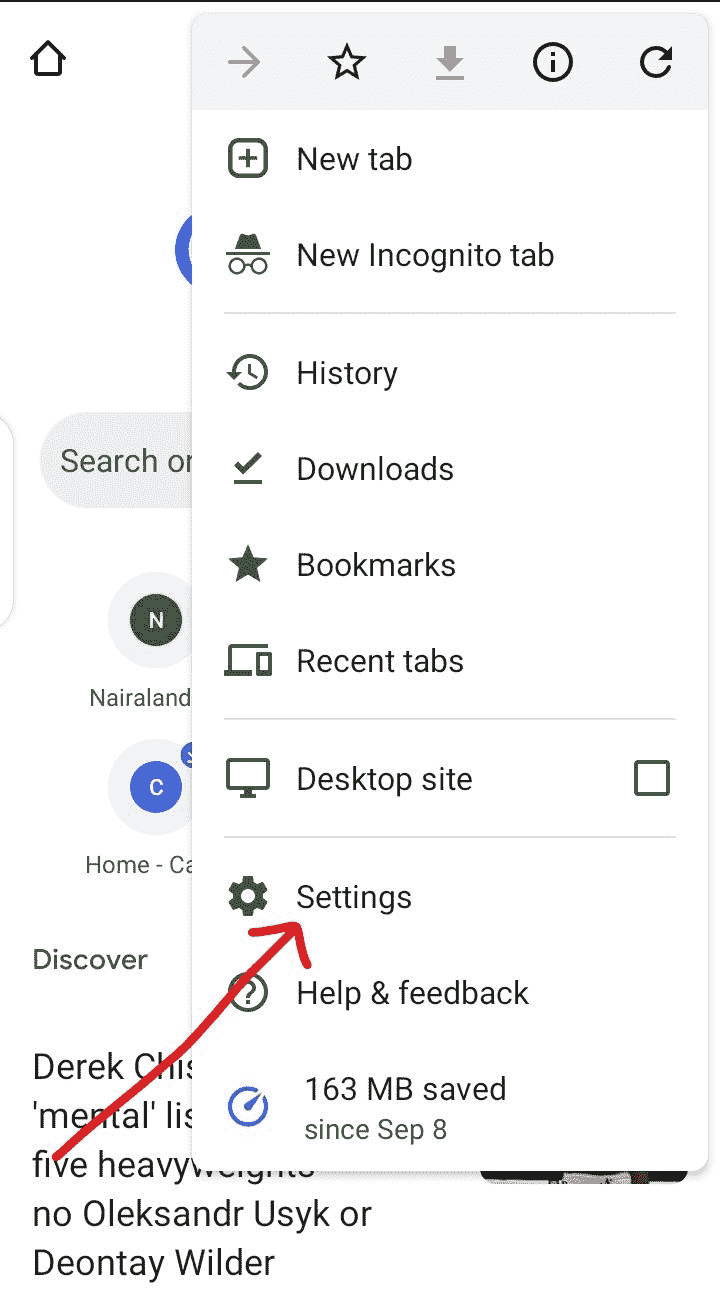 New tab
New Incognito tab
History
Search or
Downloads
Bookmarks
N
Recent tabs
Nairaland
Desktop site
C
Home - Ca
Settings
Discover
Help & feedback
Derek Chis
163 MB saved
'mental' lis
since Sep 8
five heavyweights
no Oleksandr Usyk or
Deontay Wilder